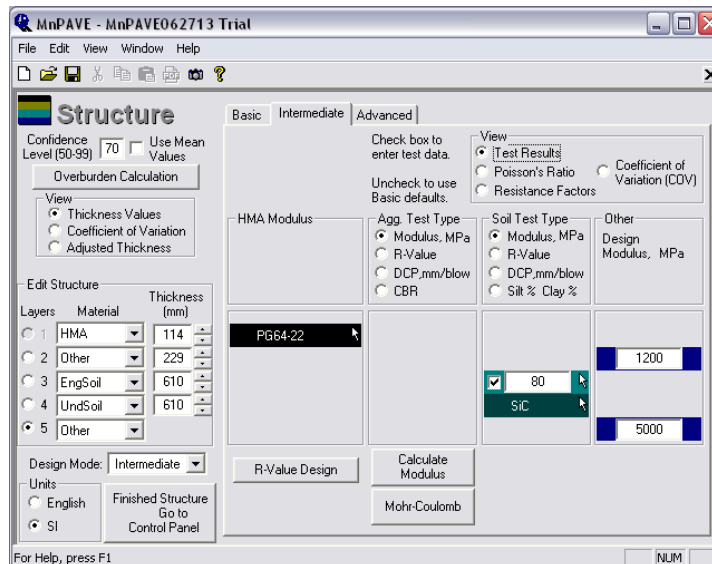 MnPAVE - MnPAVE062713 Trial
File Edit View Window Help
Structure
Confidence
Level (50-99) 70 Use Mean
Values
Overburden Calculation
View
Thickness Values
Coefficient of Variation
Adjusted Thickness
Edit Structure
Layers Material Thickness
(mm)
1 HMA 114
2 Other 229
3 EngSoil 610
4 UndSoil 610
5 Other
Design Mode: Intermediate
Units
English
SI
Finished Structure
Go to
Control Panel
Basic Intermediate Advanced
Check box to
enter test data.
Uncheck to use
Basic defaults.
View
Test Results
Poisson's Ratio
Resistance Factors
Coefficient of
Variation (COV)
HMA Modulus
Agg. Test Type
Modulus, MPa
R-Value
DCP,mm/blow
CBR
Soil Test Type
Modulus, MPa
R-Value
DCP,mm/blow
Silt % Clay %
Other
Design
Modulus, MPa
PG64-22
80
SiC
1200
5000
R-Value Design
Calculate
Modulus
Mohr-Coulomb
For Help, press F1
NUM